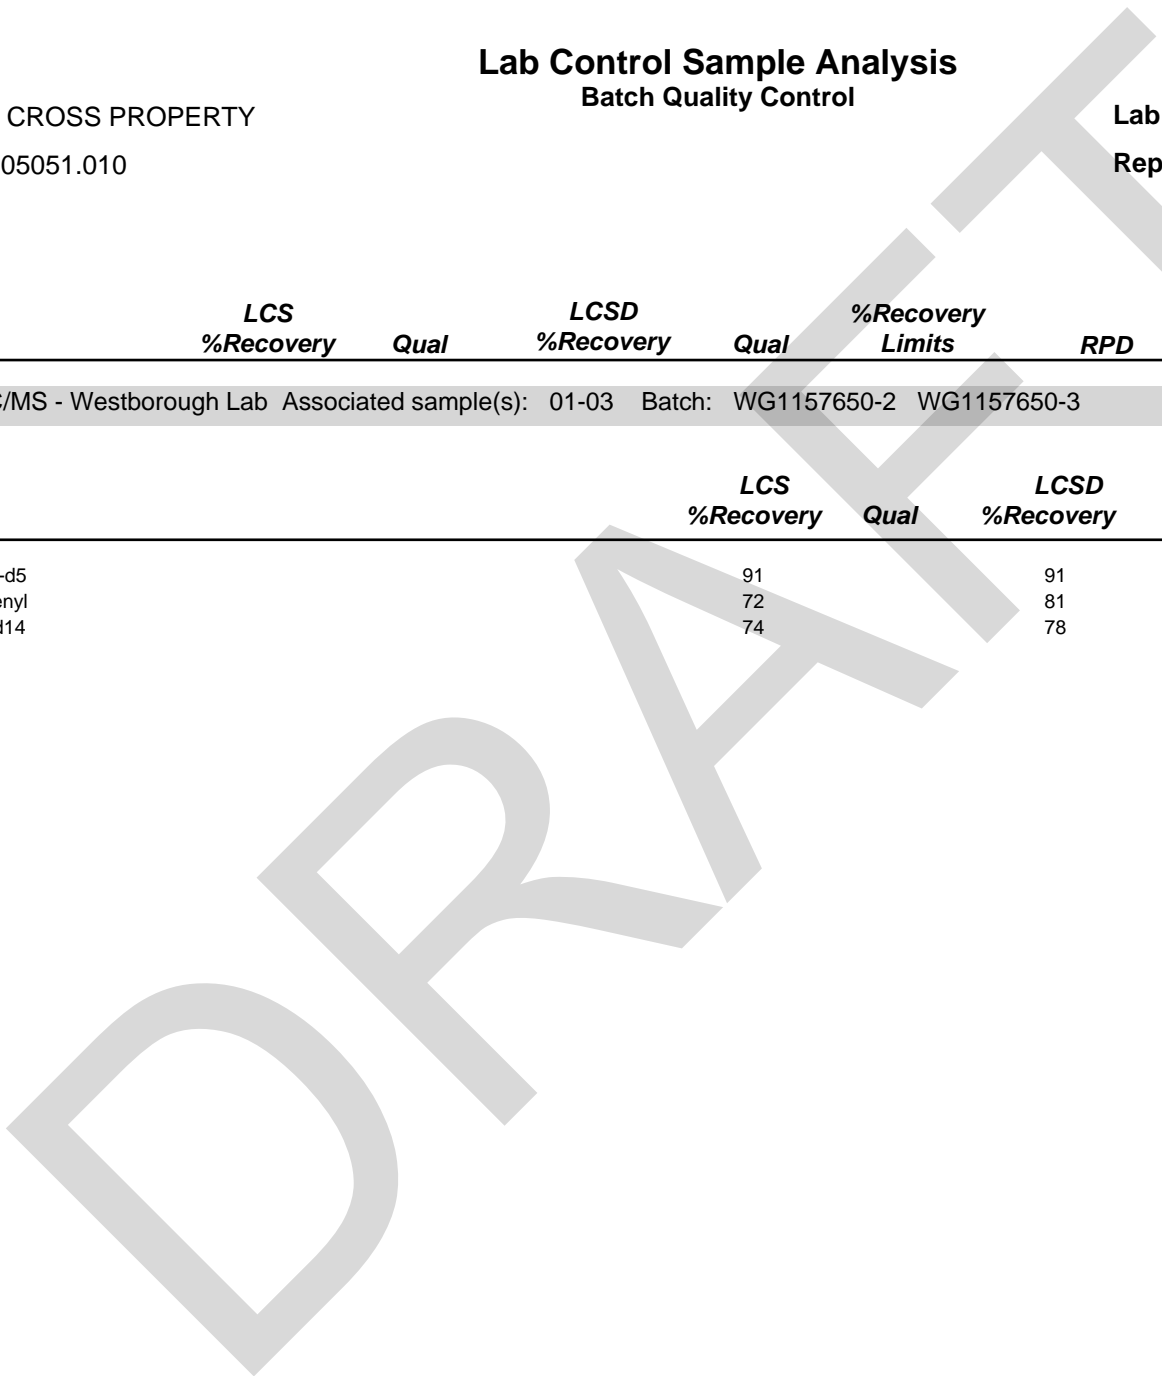 Lab Control Sample Analysis
Batch Quality Control
CROSS PROPERTY
Lab
05051.010
Rep
LCS %Recovery Qual LCSD %Recovery Qual %Recovery Limits RPD
C/MS - Westborough Lab Associated sample(s): 01-03 Batch: WG1157650-2 WG1157650-3
LCS %Recovery Qual LCSD %Recovery
-d5 91 91
enyl 72 81
d14 74 78
DRAFT